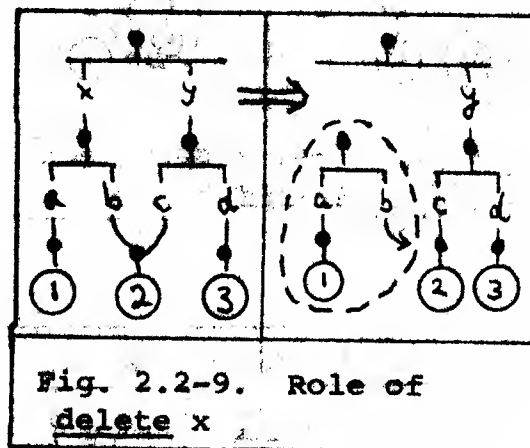 x y
a b c d
1 2 3
y
a b c d
1 2 3
Fig. 2.2-9. Role of
delete x